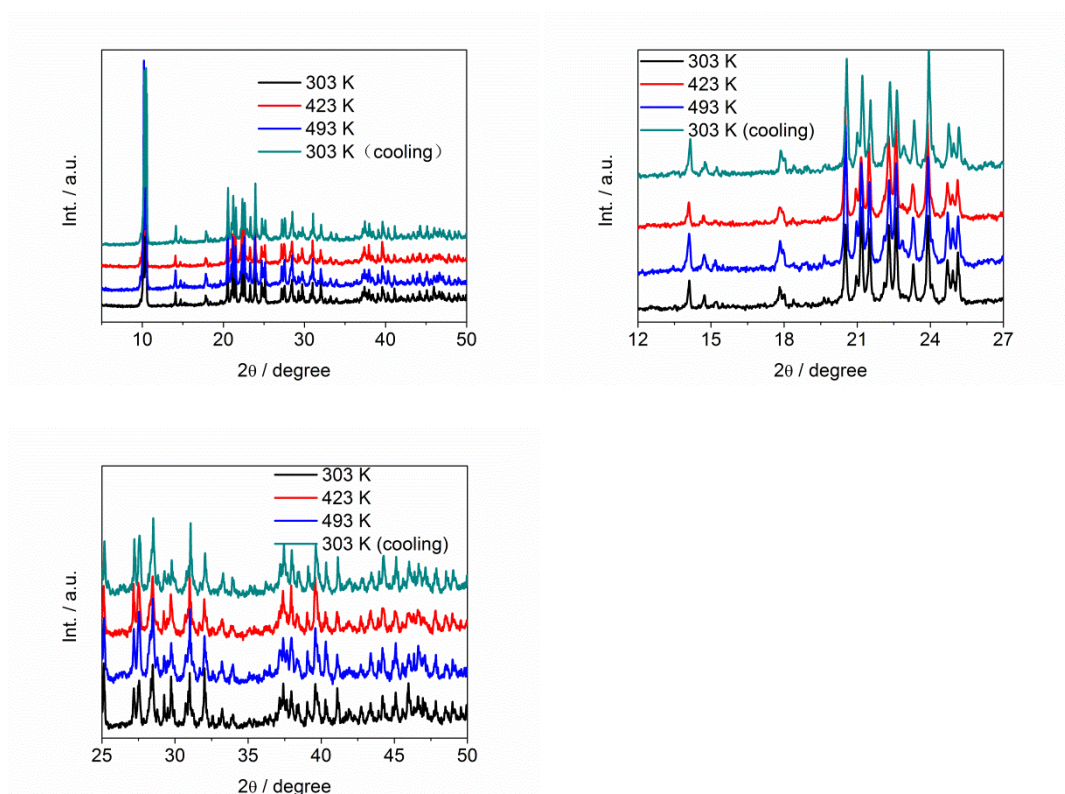 303 K
423 K
493 K
303 K（cooling）
Int. / a.u.
10 20 30 40 50
2θ / degree
303 K
423 K
493 K
303 K (cooling)
Int. / a.u.
12 15 18 21 24 27
2θ / degree
303 K
423 K
493 K
303 K (cooling)
Int. / a.u.
25 30 35 40 45 50
2θ / degree